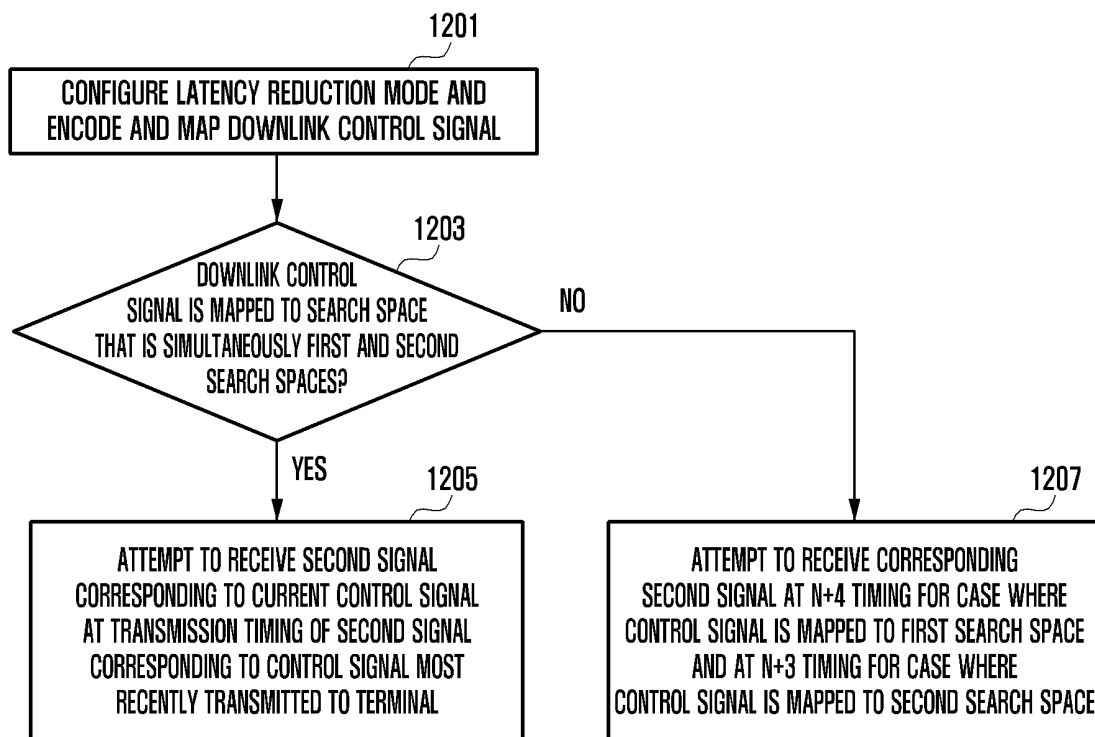 1201
CONFIGURE LATENCY REDUCTION MODE AND
ENCODE AND MAP DOWNLINK CONTROL SIGNAL
1203
DOWNLINK CONTROL
SIGNAL IS MAPPED TO SEARCH SPACE
THAT IS SIMULTANEOUSLY FIRST AND SECOND
SEARCH SPACES?
NO
YES
1205
ATTEMPT TO RECEIVE SECOND SIGNAL
CORRESPONDING TO CURRENT CONTROL SIGNAL
AT TRANSMISSION TIMING OF SECOND SIGNAL
CORRESPONDING TO CONTROL SIGNAL MOST
RECENTLY TRANSMITTED TO TERMINAL
1207
ATTEMPT TO RECEIVE CORRESPONDING
SECOND SIGNAL AT N+4 TIMING FOR CASE WHERE
CONTROL SIGNAL IS MAPPED TO FIRST SEARCH SPACE
AND AT N+3 TIMING FOR CASE WHERE
CONTROL SIGNAL IS MAPPED TO SECOND SEARCH SPACE